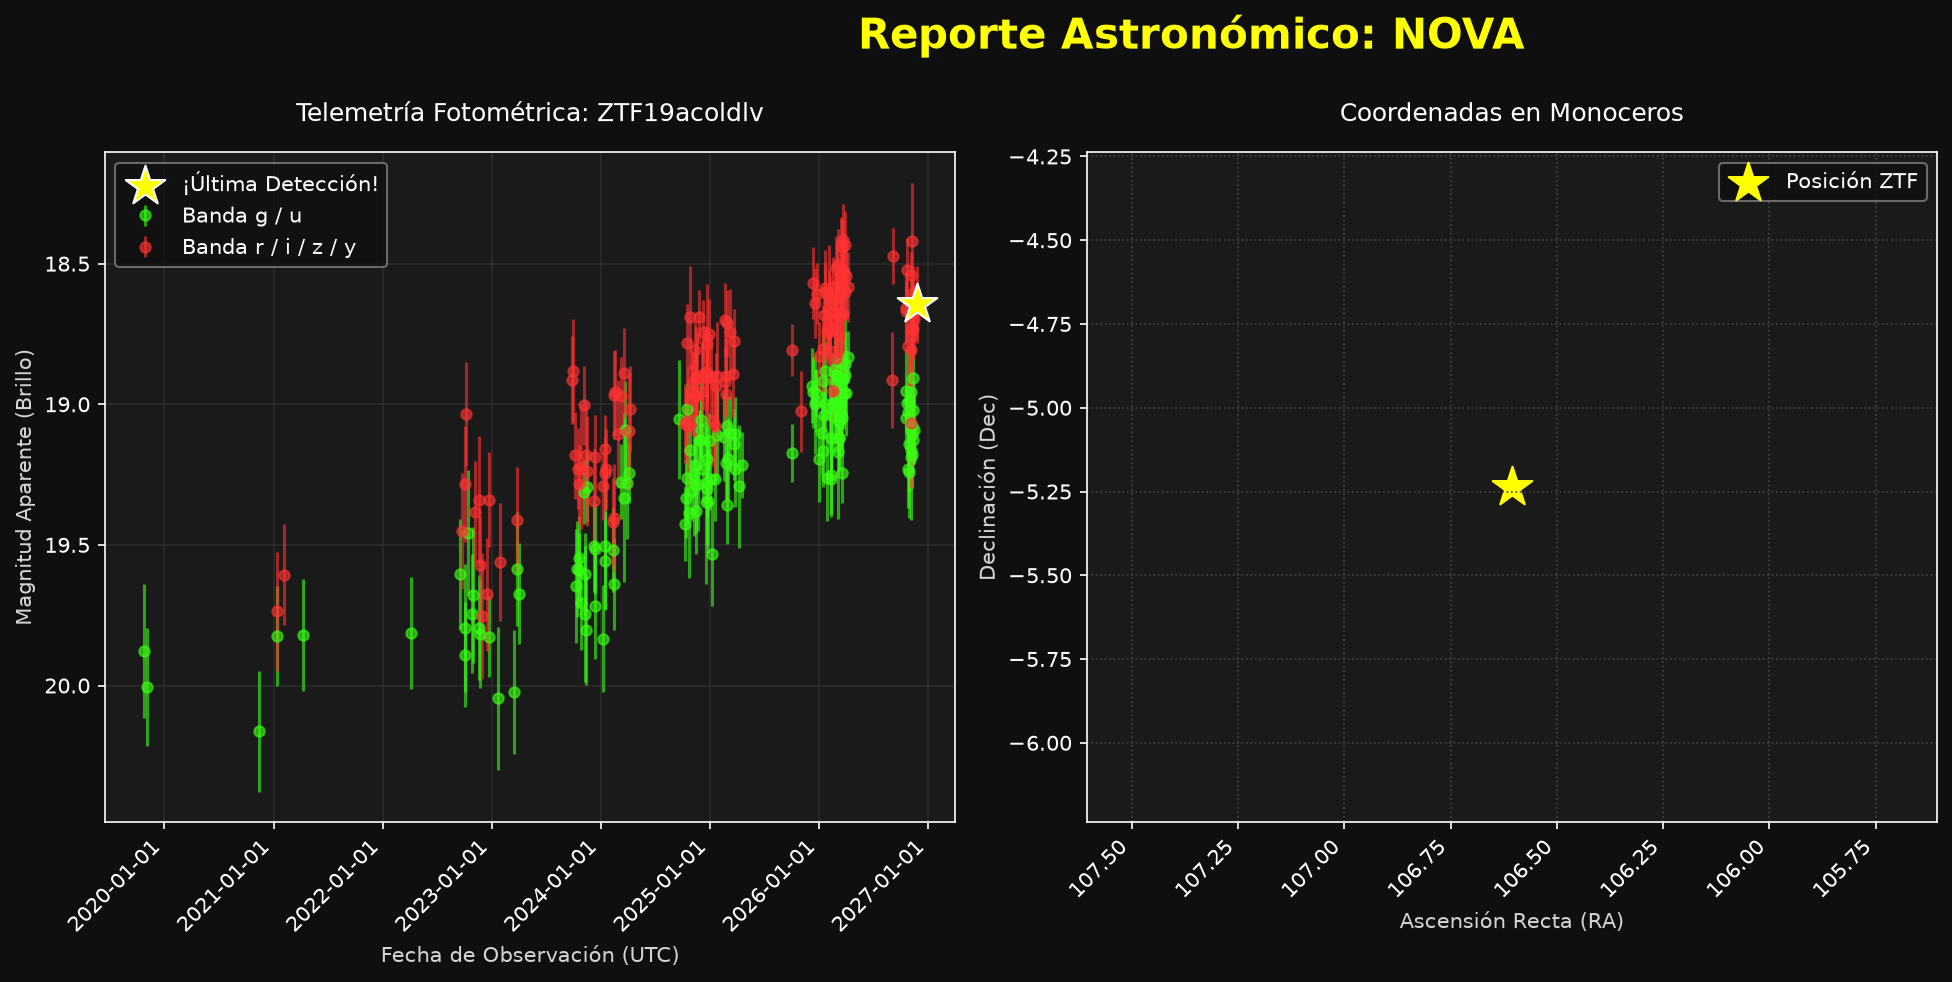 Reporte Astronómico: NOVA
Telemetría Fotométrica: ZTF19acoldlv
¡Última Detección!
Banda g / u
Banda r / i / z / y
Magnitud Aparente (Brillo)
18.5
19.0
19.5
20.0
2020-01-01
2021-01-01
2022-01-01
2023-01-01
2024-01-01
2025-01-01
2026-01-01
2027-01-01
Fecha de Observación (UTC)
Coordenadas en Monoceros
Posición ZTF
Declinación (Dec)
−4.25
−4.50
−4.75
−5.00
−5.25
−5.50
−5.75
−6.00
107.50
107.25
107.00
106.75
106.50
106.25
106.00
105.75
Ascensión Recta (RA)